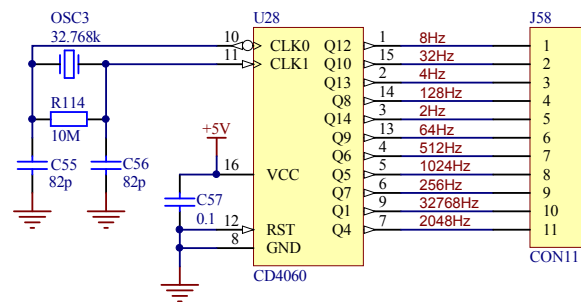 OSC3
32.768k
R114
10M
C55
82p
C56
82p
+5V
C57
0.1
U28
10 CLK0 Q12 1 8Hz
11 CLK1 Q10 15 32Hz
Q13 2 4Hz
Q8 14 128Hz
Q14 3 2Hz
Q9 13 64Hz
Q6 4 512Hz
16 VCC Q5 5 1024Hz
Q7 6 256Hz
Q1 9 32768Hz
12 RST Q4 7 2048Hz
8 GND
CD4060
J58
1
2
3
4
5
6
7
8
9
10
11
CON11